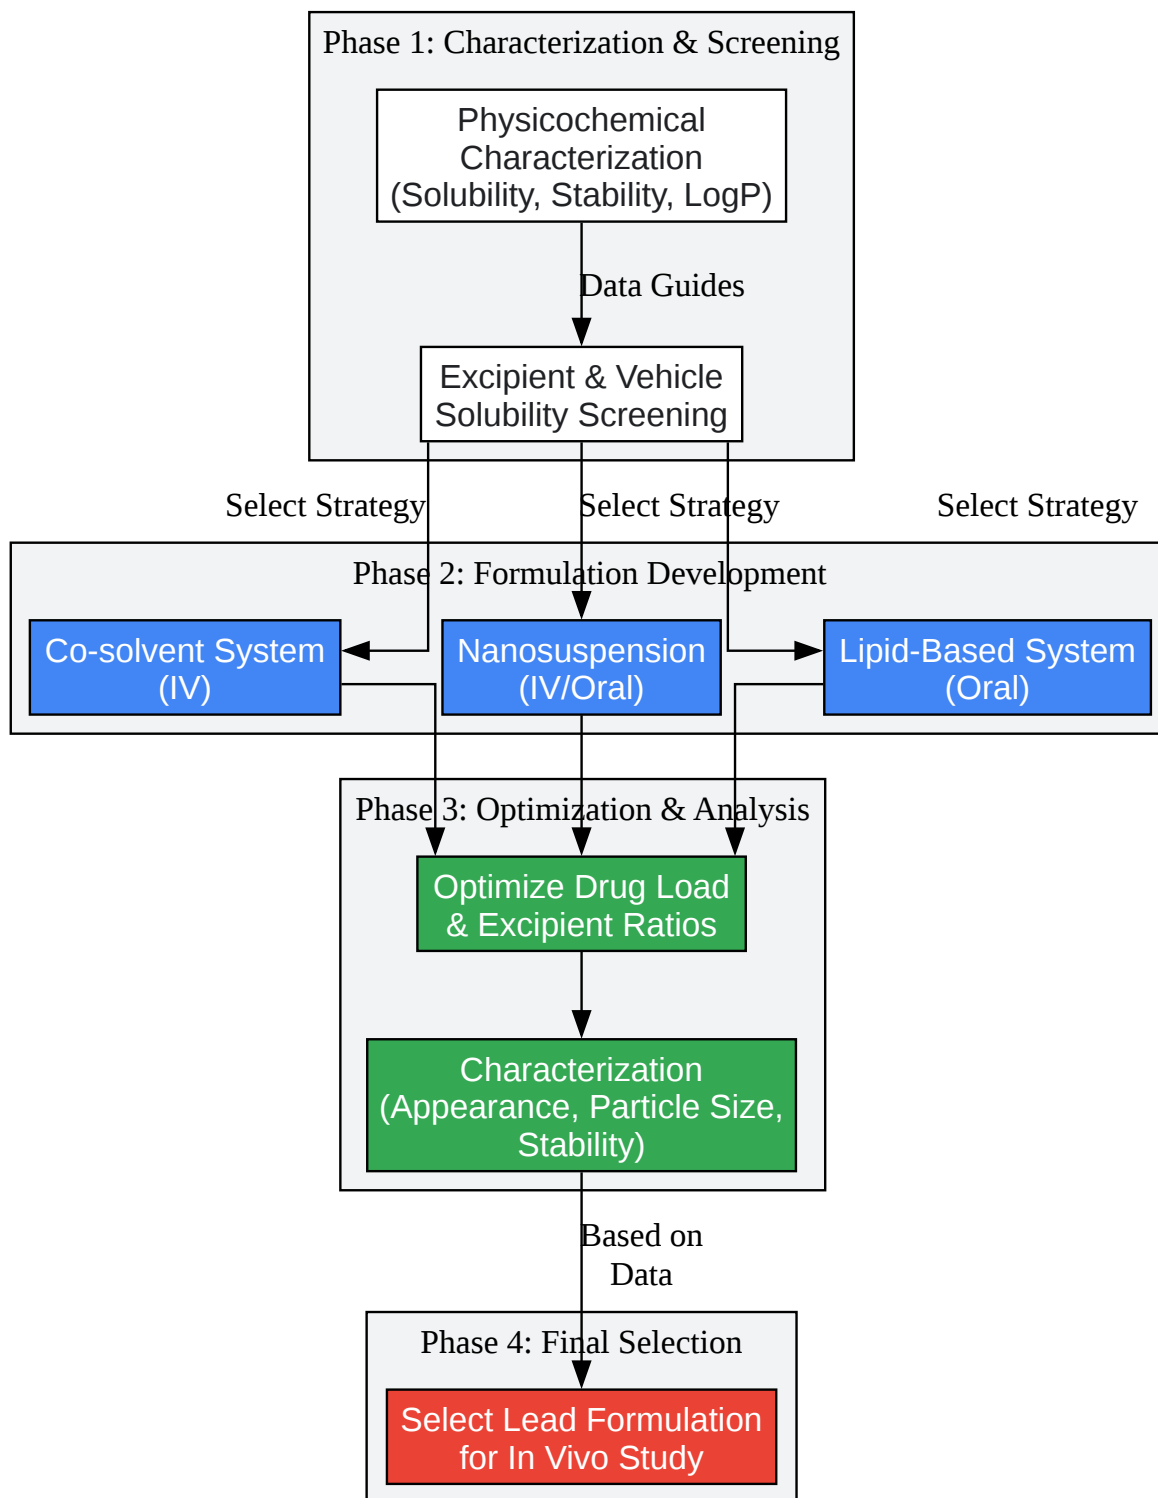 Phase 1: Characterization & Screening
Physicochemical
Characterization
(Solubility, Stability, LogP)
Data Guides
Excipient & Vehicle
Solubility Screening
Select Strategy
Select Strategy
Select Strategy
Phase 2: Formulation Development
Co-solvent System
(IV)
Nanosuspension
(IV/Oral)
Lipid-Based System
(Oral)
Phase 3: Optimization & Analysis
Optimize Drug Load
& Excipient Ratios
Characterization
(Appearance, Particle Size,
Stability)
Based on
Data
Phase 4: Final Selection
Select Lead Formulation
for In Vivo Study